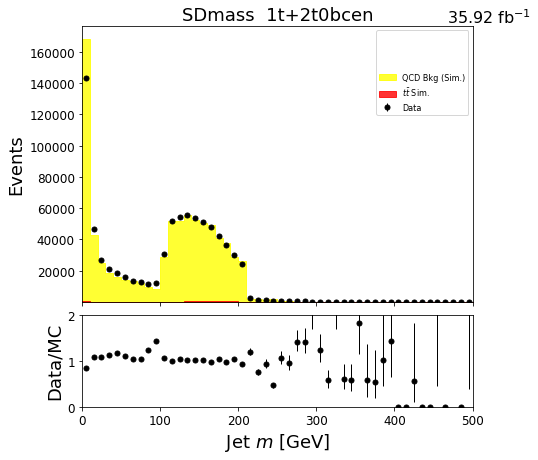 SDmass 1t+2t0bcen
35.92 fb⁻¹
160000
140000
120000
100000
80000
60000
40000
20000
Events
QCD Bkg (Sim.)
tt̄ Sim.
Data
2
1
0
Data/MC
0 100 200 300 400 500
Jet m [GeV]